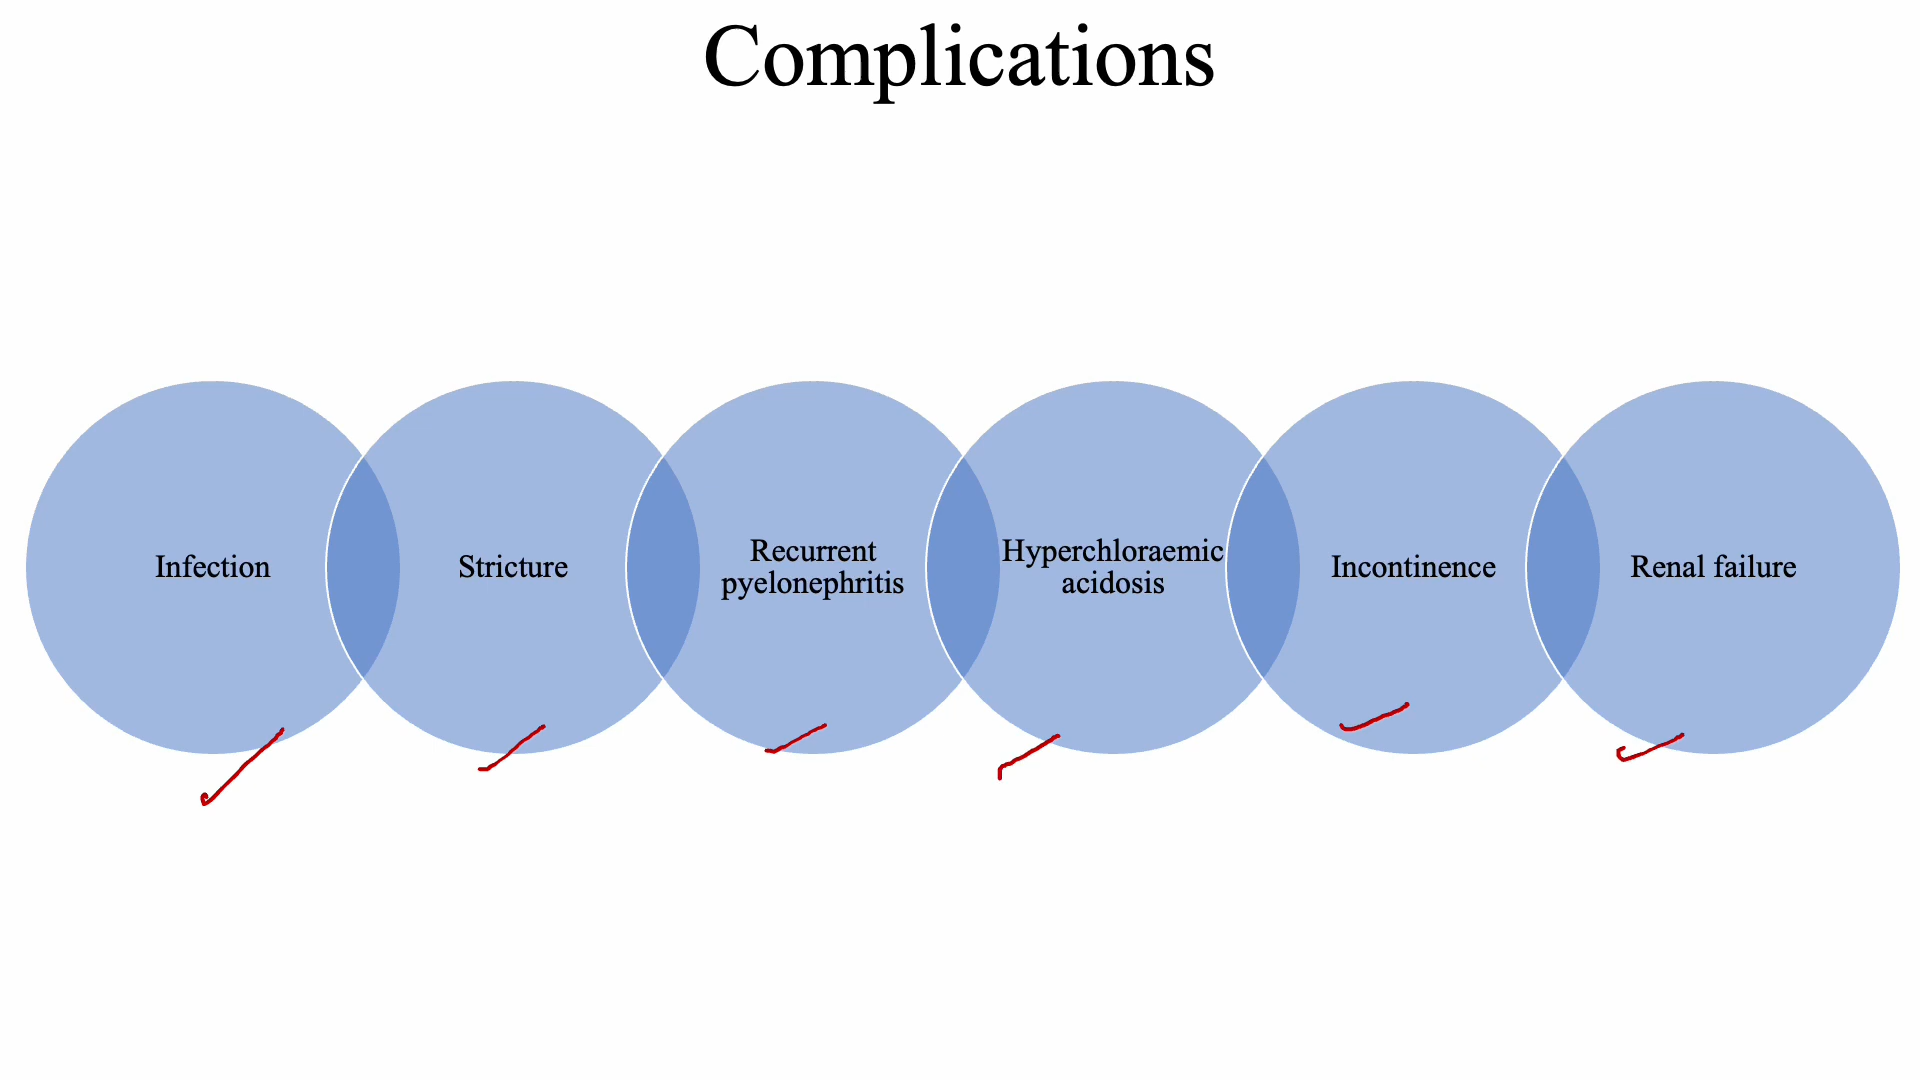 Complications
Infection
Stricture
Recurrent
pyelonephritis
Hyperchloraemic
acidosis
Incontinence
Renal failure